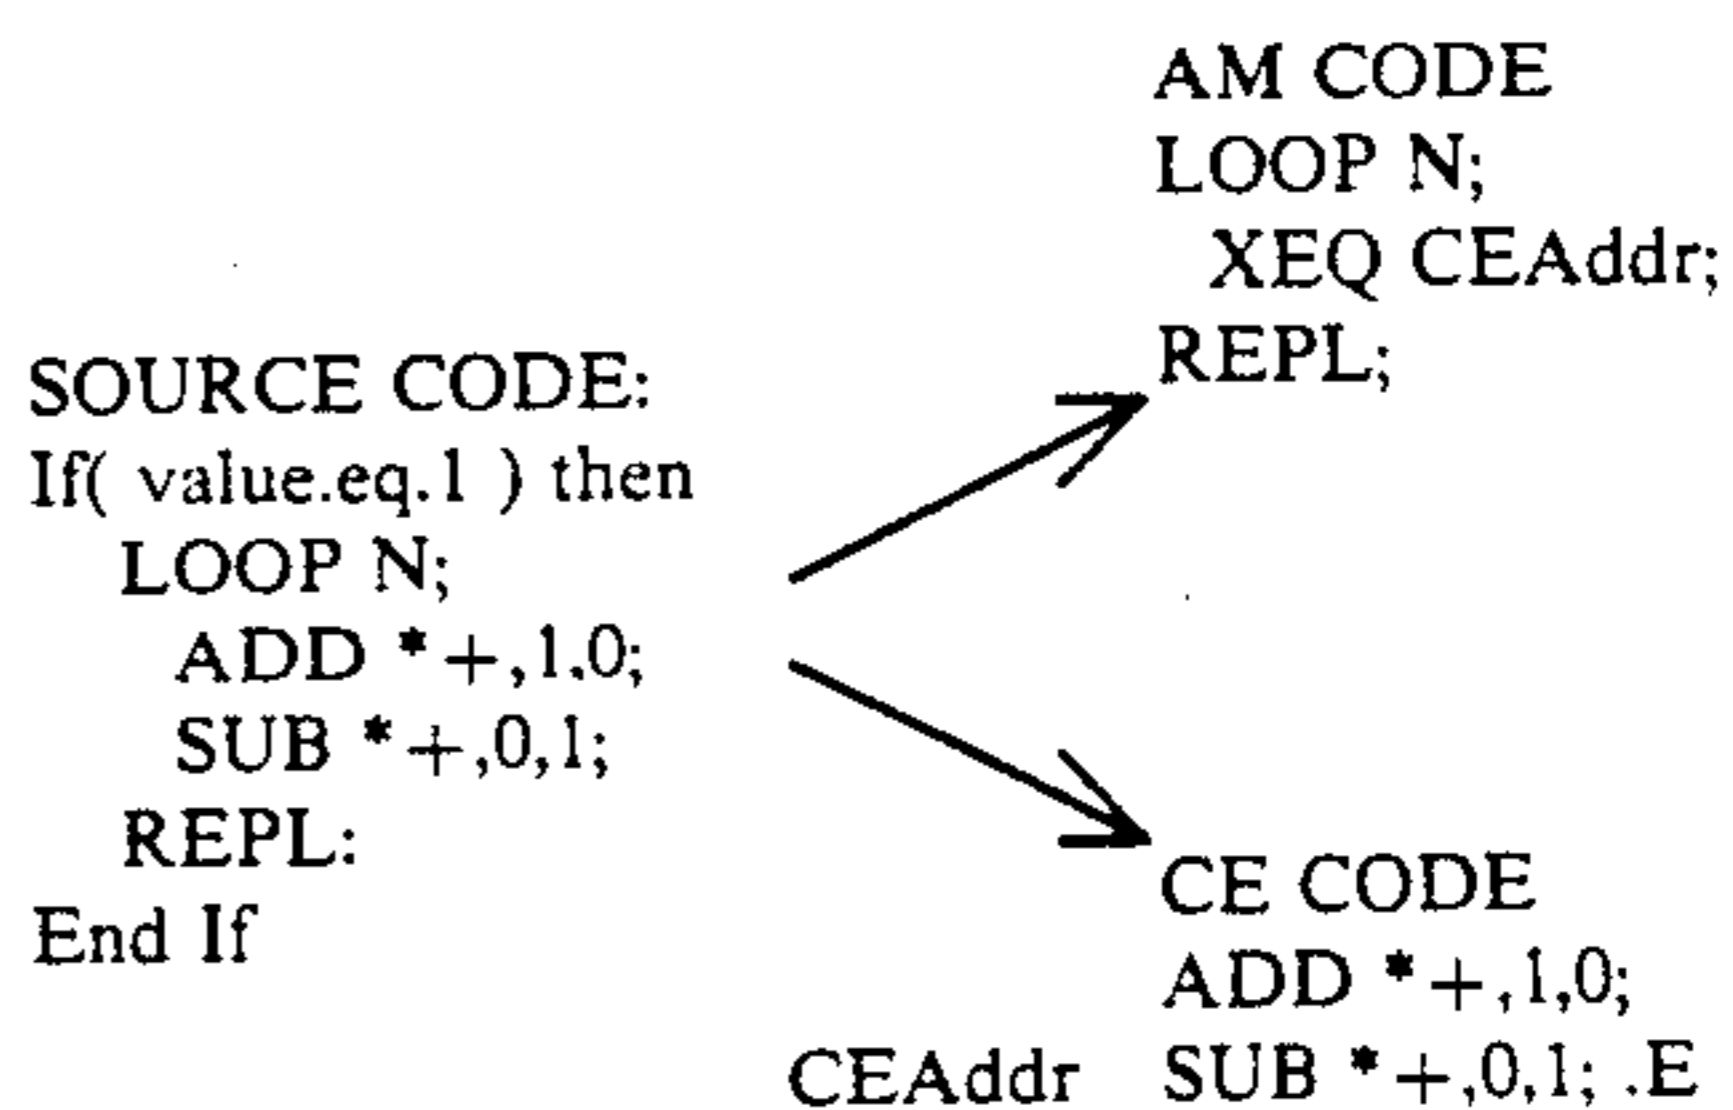 AM CODE
LOOP N;
XEQ CEAddr;
REPL;
SOURCE CODE:
If( value.eq.1 ) then
LOOP N;
ADD *+,1.0;
SUB *+,0,1;
REPL:
End If
CE CODE
ADD *+,1,0;
CEAddr SUB *+,0,1; .E